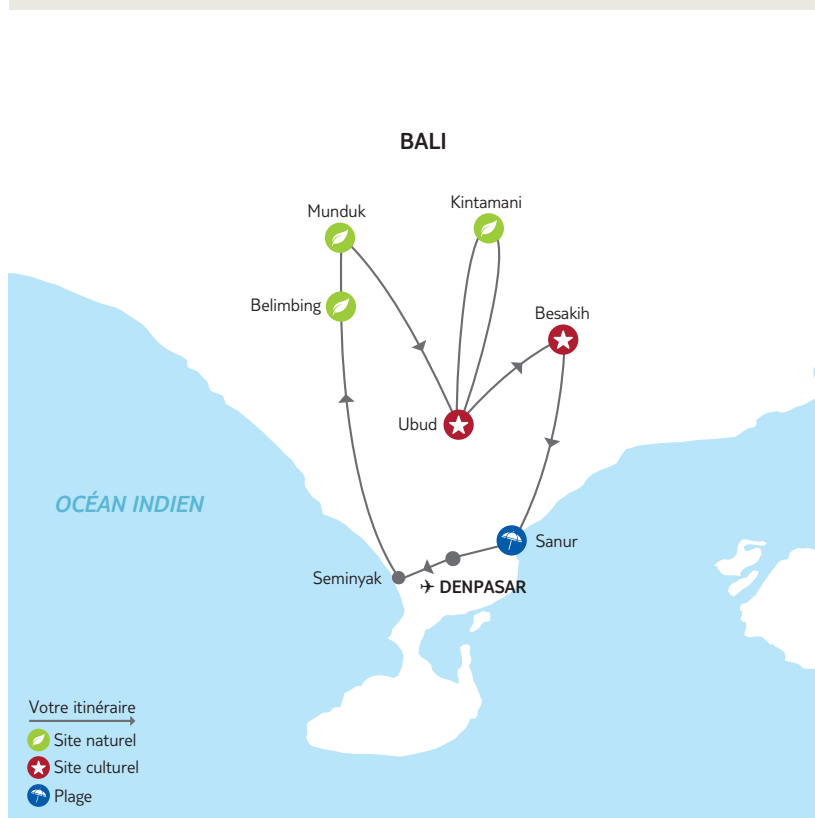 BALI
Kintamani
Munduk
Belimbing
Besakih
Ubud
OCÉAN INDIEN
Sanur
Seminyak
DENPASAR
Votre itinéraire
Site naturel
Site culturel
Plage